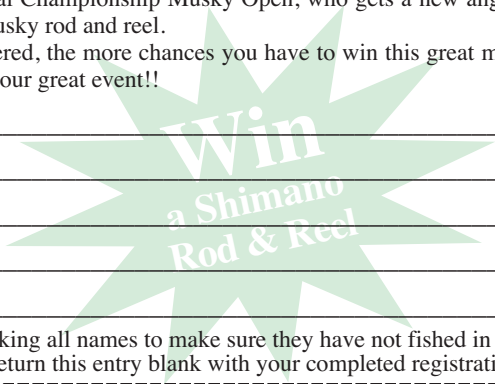 al Championship Musky Open, who gets a new ang
usky rod and reel.
ered, the more chances you have to win this great m
our great event!!
Win
a Shimano
Rod & Reel
king all names to make sure they have not fished in
eturn this entry blank with your completed registrati